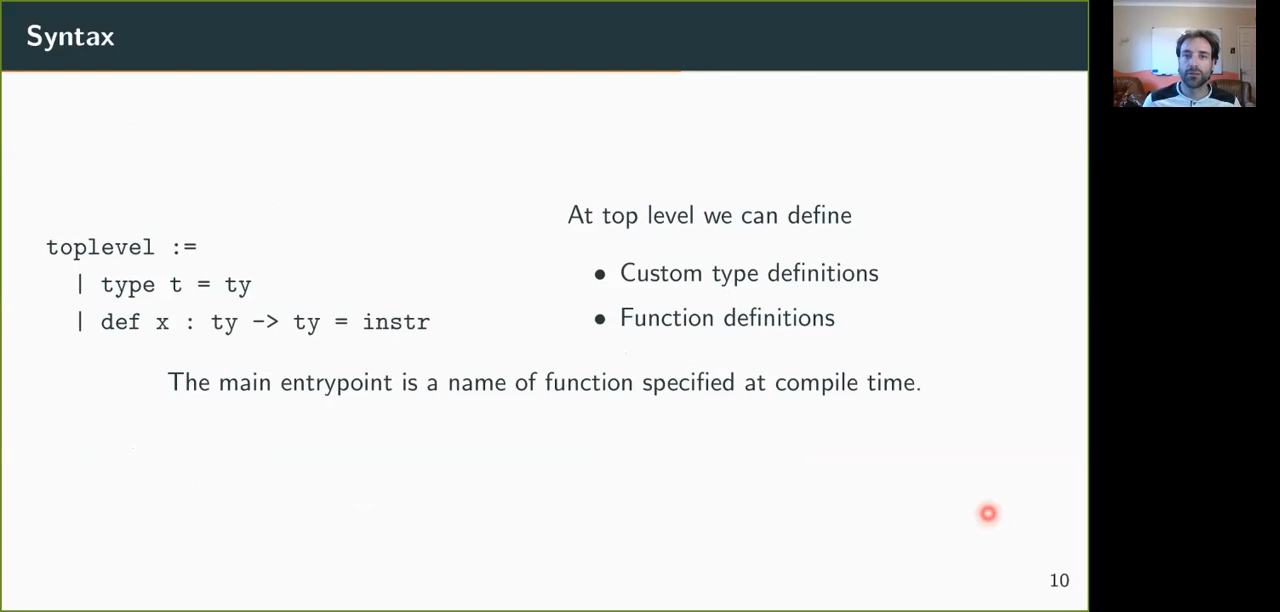 Syntax
toplevel :=
| type t = ty
| def x : ty -> ty = instr
At top level we can define
• Custom type definitions
• Function definitions
The main entrypoint is a name of function specified at compile time.
10